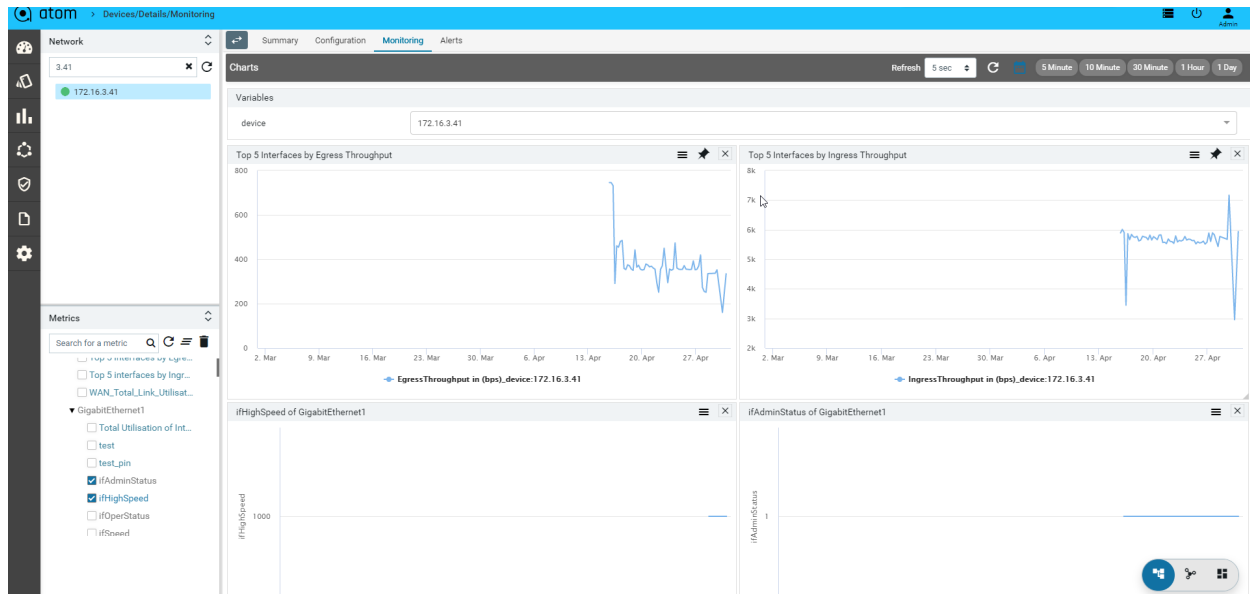 atom > Devices/Details/Monitoring
Admin
Network
3.41
172.16.3.41
Metrics
Search for a metric
Top 5 interfaces by Egre...
Top 5 interfaces by Ingr...
WAN_Total_Link_Utilisat...
GigabitEthernet1
Total Utilisation of Int...
test
test_pin
ifAdminStatus
ifHighSpeed
ifOperStatus
ifSpeed
Summary Configuration Monitoring Alerts
Charts Refresh 5 sec 5 Minute 10 Minute 30 Minute 1 Hour 1 Day
Variables
device 172.16.3.41
Top 5 Interfaces by Egress Throughput
800
600
400
200
0
2. Mar 9. Mar 16. Mar 23. Mar 30. Mar 6. Apr 13. Apr 20. Apr 27. Apr
EgressThroughput in (bps)_device:172.16.3.41
Top 5 Interfaces by Ingress Throughput
8k
7k
6k
5k
4k
3k
2k
2. Mar 9. Mar 16. Mar 23. Mar 30. Mar 6. Apr 13. Apr 20. Apr 27. Apr
IngressThroughput in (bps)_device:172.16.3.41
ifHighSpeed of GigabitEthernet1
ifHighSpeed
1000
ifAdminStatus of GigabitEthernet1
ifAdminStatus
1